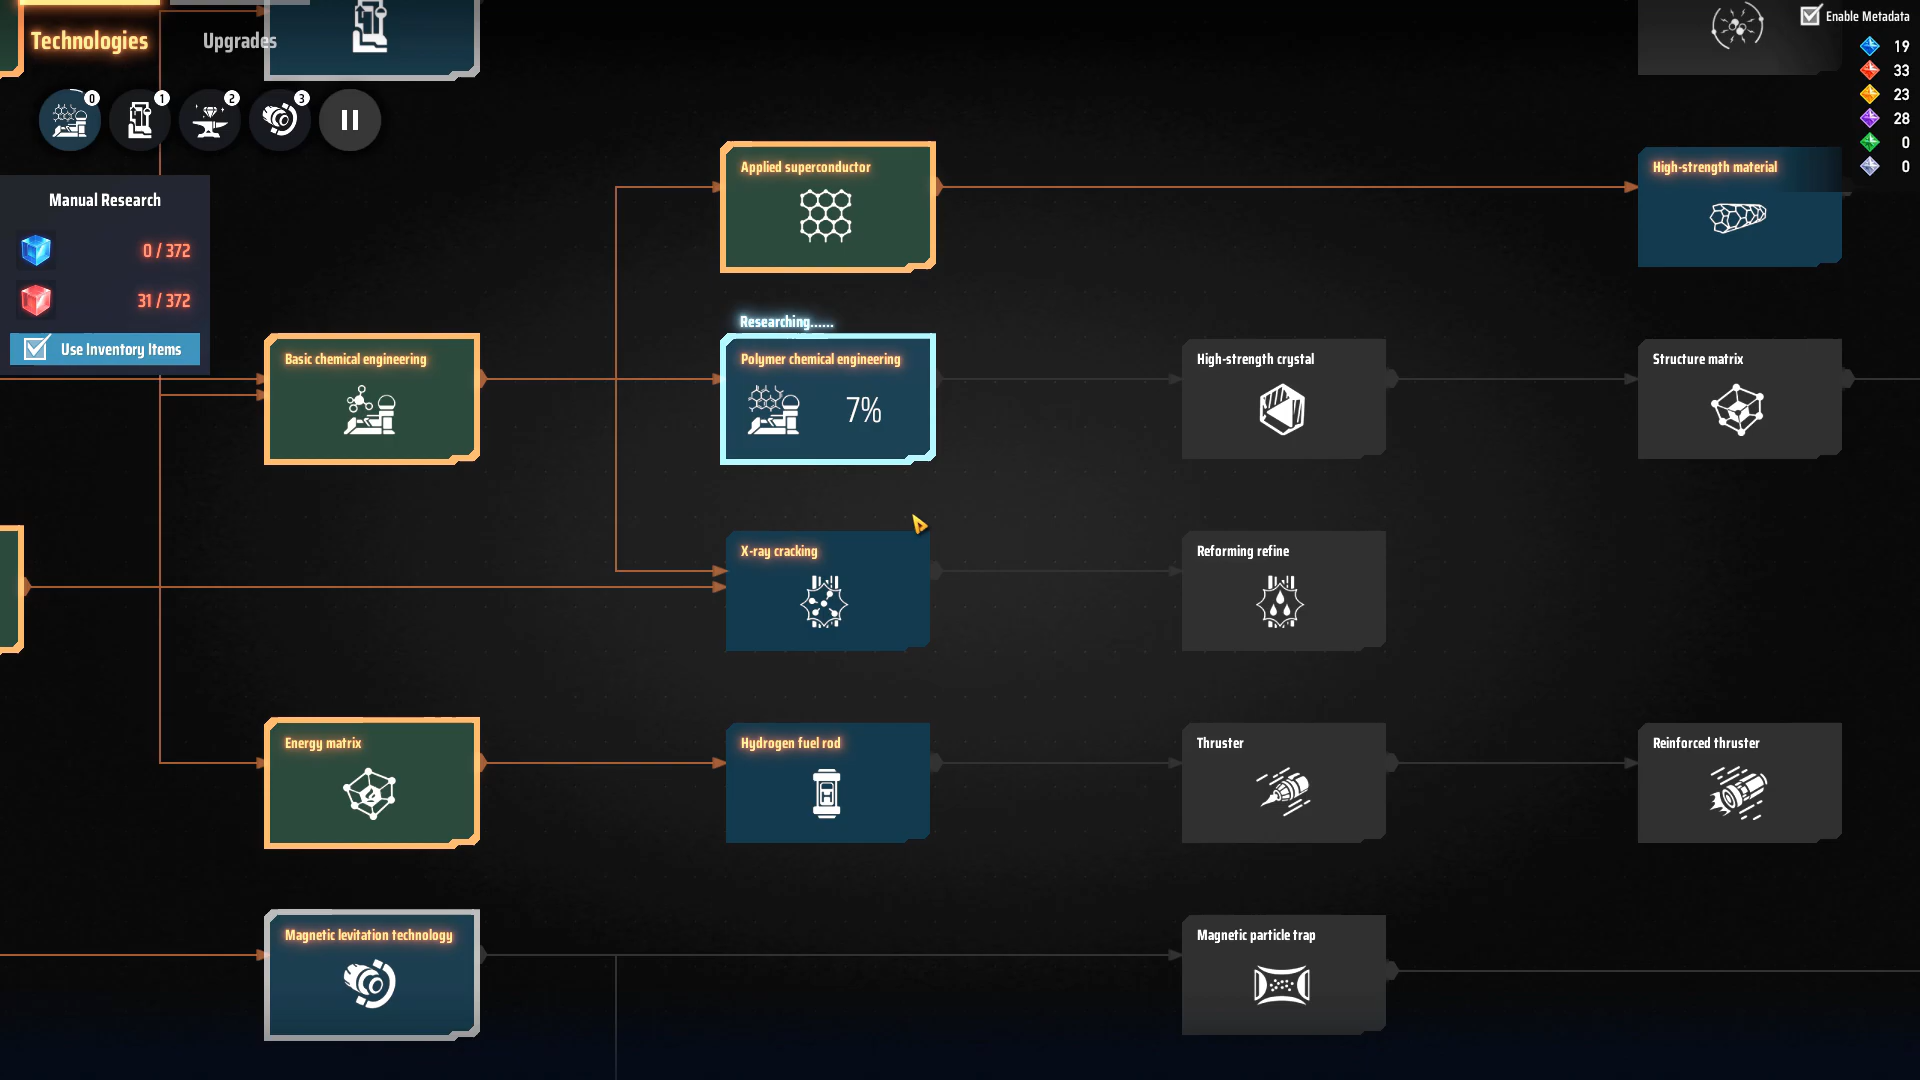 Technologies
Upgrades
Enable Metadata
19
33
23
28
0
0
0
1
2
3
Manual Research
0 / 372
31 / 372
Use Inventory Items
Applied superconductor
High-strength material
Researching......
Basic chemical engineering
Polymer chemical engineering
7%
High-strength crystal
Structure matrix
X-ray cracking
Reforming refine
Energy matrix
Hydrogen fuel rod
Thruster
Reinforced thruster
Magnetic levitation technology
Magnetic particle trap